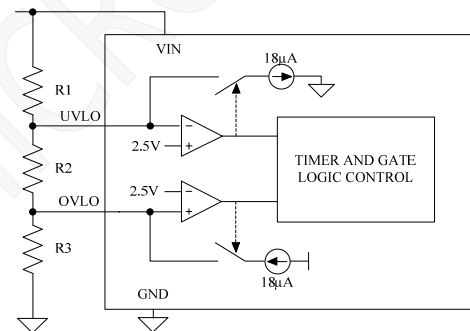 VIN
18μA
R1
UVLO
2.5V
R2
TIMER AND GATE
LOGIC CONTROL
2.5V
OVLO
R3
18μA
GND